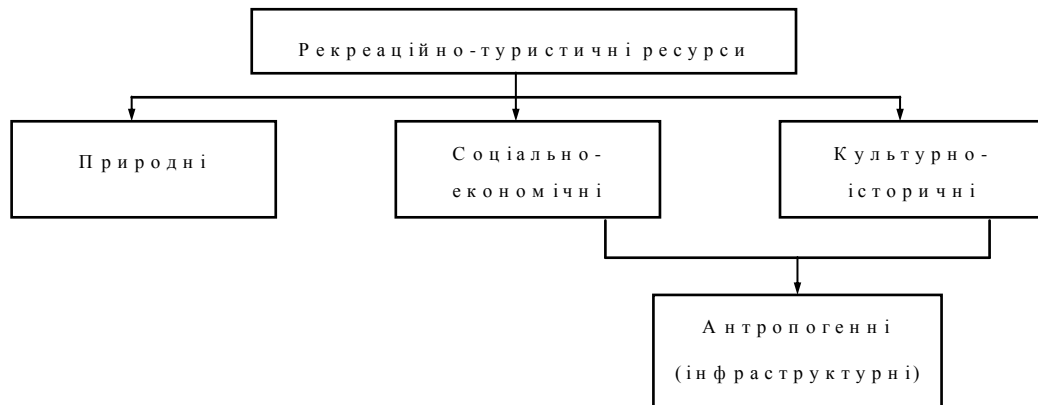 Рекреаційно-туристичні ресурси
Природні
Соціально-
економічні
Культурно-
історичні
Антропогенні
(інфраструктурні)